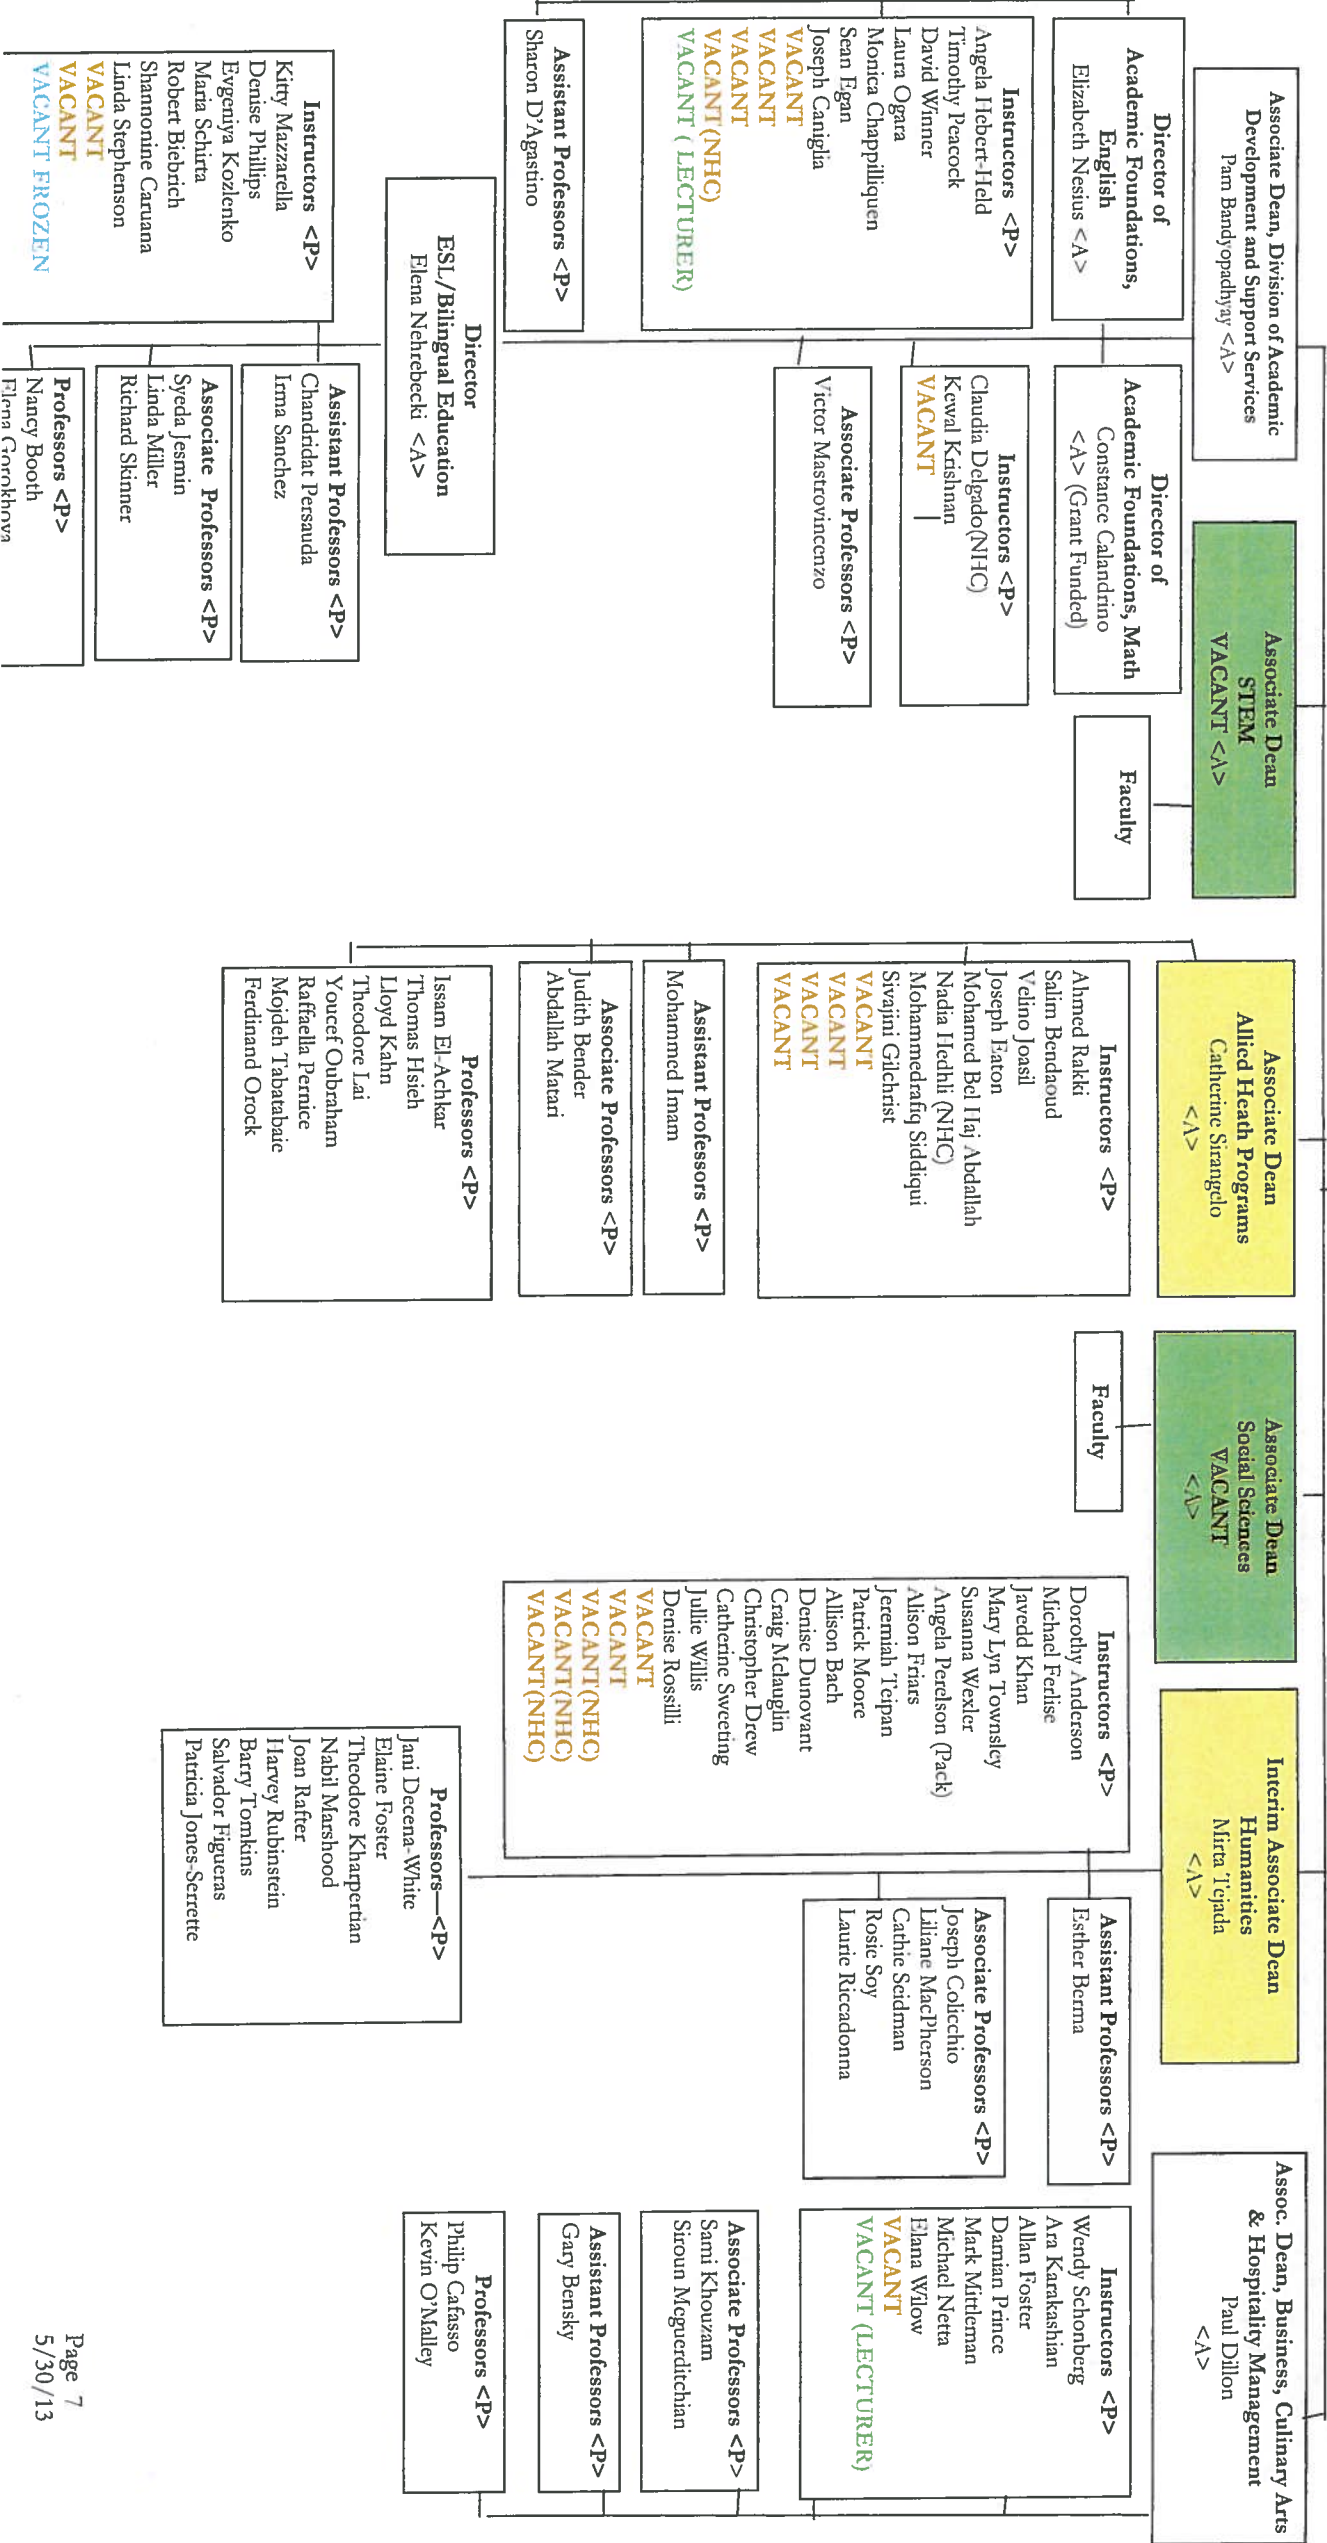 Associate Dean, Division of Academic
Development and Support Services
Pam Bandyopadhyay <A>
Director of
Academic Foundations,
English
Elizabeth Nesius <A>
Instructors <P>
Angela Hebert-Held
Timothy Peacock
David Winner
Laura Ogara
Monica Chappilliquen
Sean Egan
Joseph Caniglia
VACANT
VACANT
VACANT
VACANT (NHC)
VACANT ( LECTURER)
Assistant Professors <P>
Sharon D'Agastino
Director of
Academic Foundations, Math
Constance Calandrino
<A> (Grant Funded)
Instructors <P>
Claudia Delgado(NHC)
Kewal Krishnan
VACANT
Associate Professors <P>
Victor Mastrovincenzo
Director
ESL/Bilingual Education
Elena Nehrebecki <A>
Instructors <P>
Kitty Mazzarella
Denise Phillips
Evgeniya Kozlenko
Maria Schirta
Robert Biebrich
Shannonine Caruana
Linda Stephenson
VACANT
VACANT
VACANT FROZEN
Assistant Professors <P>
Chandridat Persauda
Irma Sanchez
Associate Professors <P>
Syeda Jesmin
Linda Miller
Richard Skinner
Professors <P>
Nancy Booth
Elena Gorokhova
Associate Dean
STEM
VACANT <A>
Faculty
Associate Dean
Allied Heath Programs
Catherine Sirangelo
<A>
Instructors <P>
Ahmed Rakki
Salim Bendaoud
Velino Joasil
Joseph Eaton
Mohamed Bel Haj Abdallah
Nadia Hedhli (NHC)
Mohammedrafiq Siddiqui
Sivajini Gilchrist
VACANT
VACANT
VACANT
VACANT
Assistant Professors <P>
Mohammed Imam
Associate Professors <P>
Judith Bender
Abdallah Matari
Professors <P>
Issam El-Achkar
Thomas Hsieh
Lloyd Kahn
Theodore Lai
Youcef Oubraham
Raffaella Pernice
Mojdeh Tabatabaie
Ferdinand Orock
Associate Dean
Social Sciences
VACANT
<A>
Faculty
Interim Associate Dean
Humanities
Mirta Tejada
<A>
Instructors <P>
Dorothy Anderson
Michael Ferlise
Javedd Khan
Mary Lyn Townsley
Susanna Wexler
Angela Perelson (Pack)
Alison Friars
Jeremiah Teipan
Patrick Moore
Allison Bach
Denise Dunovant
Craig Mclauglin
Christopher Drew
Catherine Sweeting
Jullie Willis
Denise Rossilli
VACANT
VACANT
VACANT(NHC)
VACANT(NHC)
VACANT(NHC)
Assistant Professors <P>
Esther Berma
Associate Professors <P>
Joseph Colicchio
Liliane MacPherson
Cathie Seidman
Rosie Soy
Laurie Riccadonna
Professors—<P>
Jani Decena-White
Elaine Foster
Theodore Kharpertian
Nabil Marshood
Joan Rafter
Harvey Rubinstein
Barry Tomkins
Salvador Figueras
Patricia Jones-Serrette
Assoc. Dean, Business, Culinary Arts
& Hospitality Management
Paul Dillon
<A>
Instructors <P>
Wendy Schonberg
Ara Karakashian
Allan Foster
Damian Prince
Mark Mittleman
Michael Netta
Elana Wilow
VACANT
VACANT (LECTURER)
Associate Professors <P>
Sami Khouzam
Siroun Meguerditchian
Assistant Professors <P>
Gary Bensky
Professors <P>
Philip Cafasso
Kevin O'Malley
Page 7
5/30/13